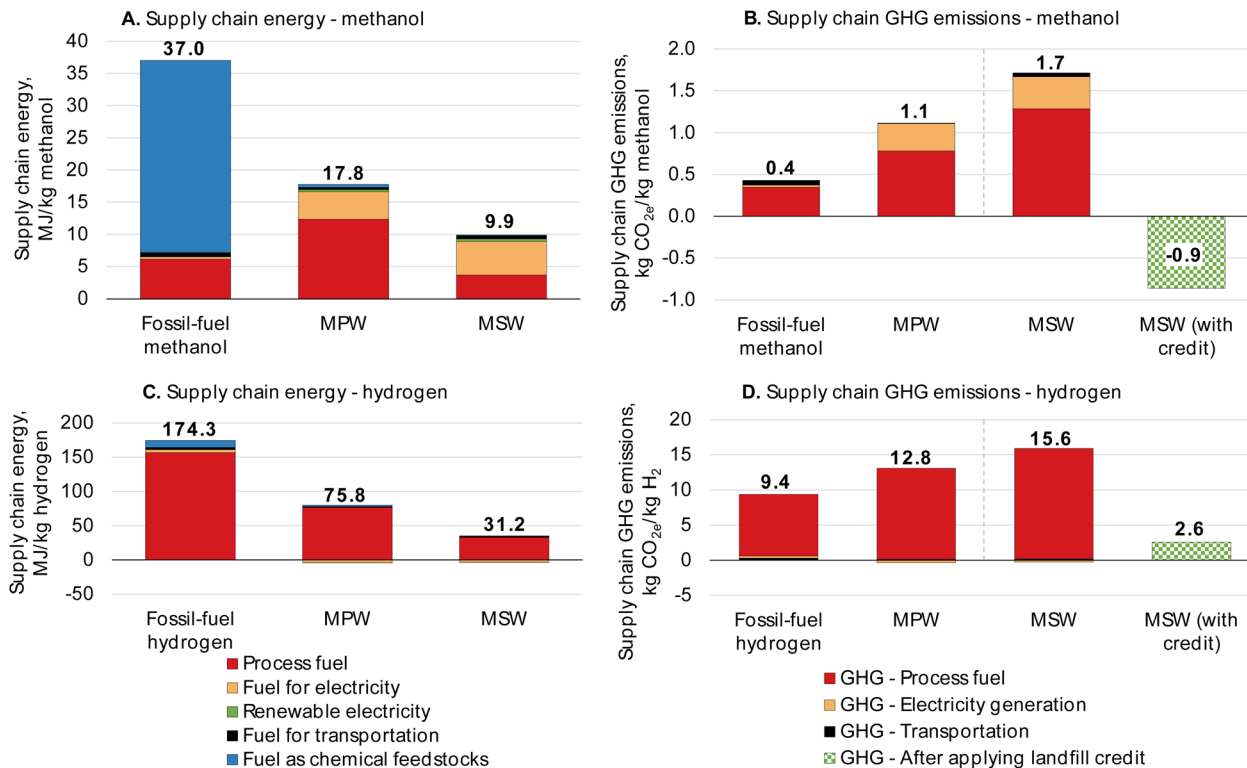 A. Supply chain energy - methanol
Supply chain energy,
MJ/kg methanol
40
35
30
25
20
15
10
5
0
37.0
17.8
9.9
Fossil-fuel
methanol
MPW
MSW
B. Supply chain GHG emissions - methanol
Supply chain GHG emissions,
kg CO2e/kg methanol
2.0
1.5
1.0
0.5
0.0
-0.5
-1.0
0.4
1.1
1.7
-0.9
Fossil-fuel
methanol
MPW
MSW
MSW (with
credit)
C. Supply chain energy - hydrogen
Supply chain energy,
MJ/kg hydrogen
200
150
100
50
0
-50
174.3
75.8
31.2
Fossil-fuel
hydrogen
MPW
MSW
Process fuel
Fuel for electricity
Renewable electricity
Fuel for transportation
Fuel as chemical feedstocks
D. Supply chain GHG emissions - hydrogen
Supply chain GHG emissions,
kg CO2e/kg H2
20
15
10
5
0
-5
9.4
12.8
15.6
2.6
Fossil-fuel
hydrogen
MPW
MSW
MSW (with
credit)
GHG - Process fuel
GHG - Electricity generation
GHG - Transportation
GHG - After applying landfill credit